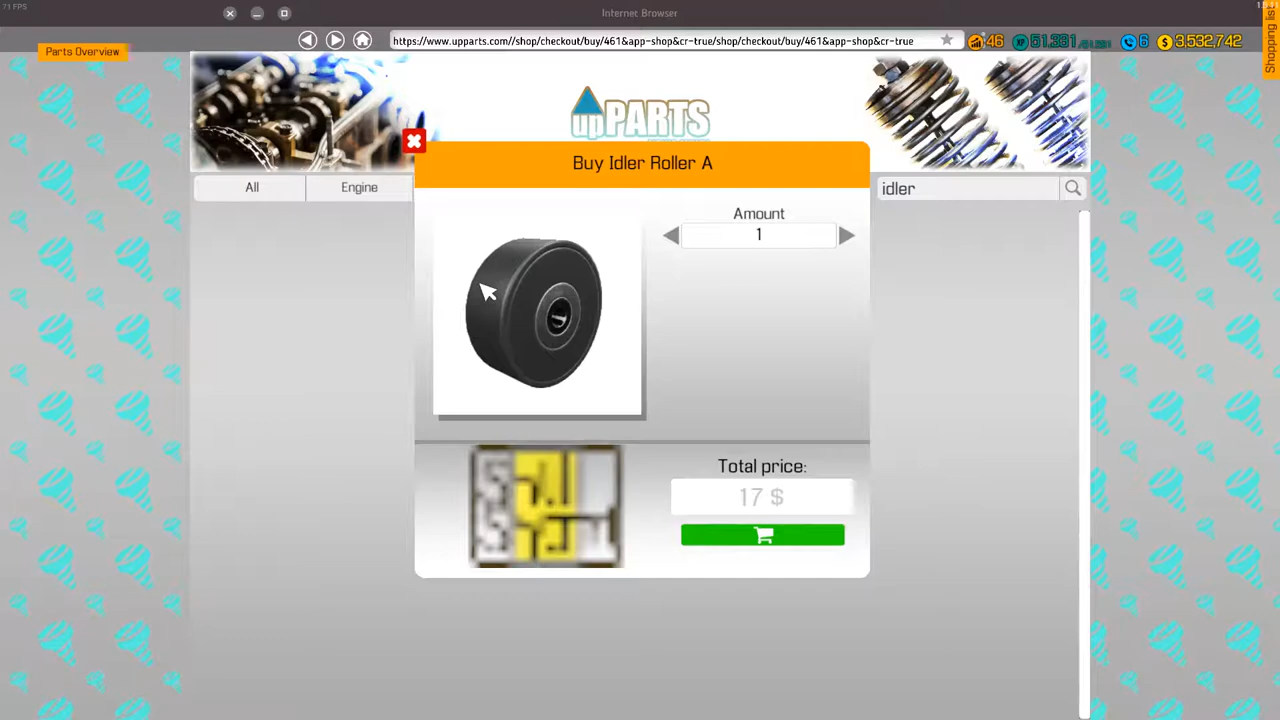 71 FPS
Internet Browser
Parts Overview
https://www.upparts.com//shop/checkout/buy/461&app-shop&cr-true/shop/checkout/buy/461&app-shop&cr-true
46
6
$ 3,532,742
Shopping list
upPARTS
Buy Idler Roller A
All
Engine
idler
Amount
1
Total price:
17 $